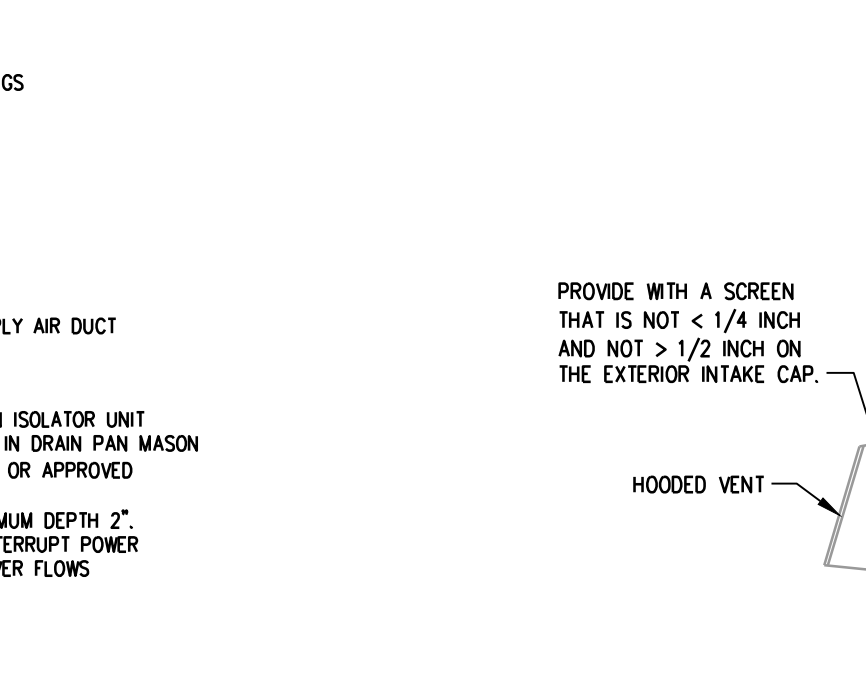 GS
PLY AIR DUCT
ISOLATOR UNIT
IN DRAIN PAN MASON
OR APPROVED
MUM DEPTH 2".
TERRUPT POWER
VER FLOWS
PROVIDE WITH A SCREEN
THAT IS NOT < 1/4 INCH
AND NOT > 1/2 INCH ON
THE EXTERIOR INTAKE CAP.
HOODED VENT